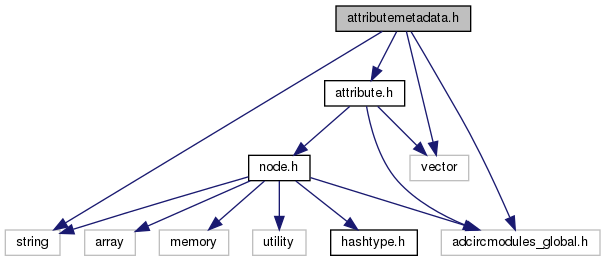 attributemetadata.h
attribute.h
node.h
vector
string
array
memory
utility
hashtype.h
adcircmodules_global.h